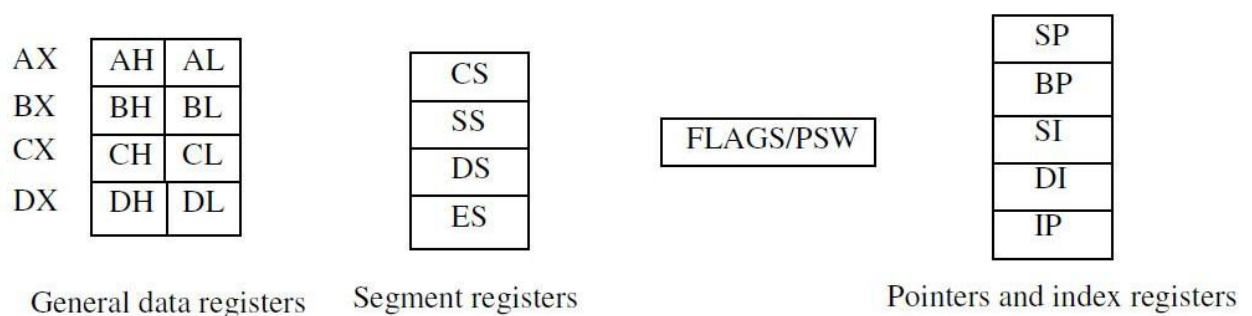 AX AH AL
BX BH BL
CX CH CL
DX DH DL
General data registers
CS
SS
DS
ES
Segment registers
FLAGS/PSW
SP
BP
SI
DI
IP
Pointers and index registers